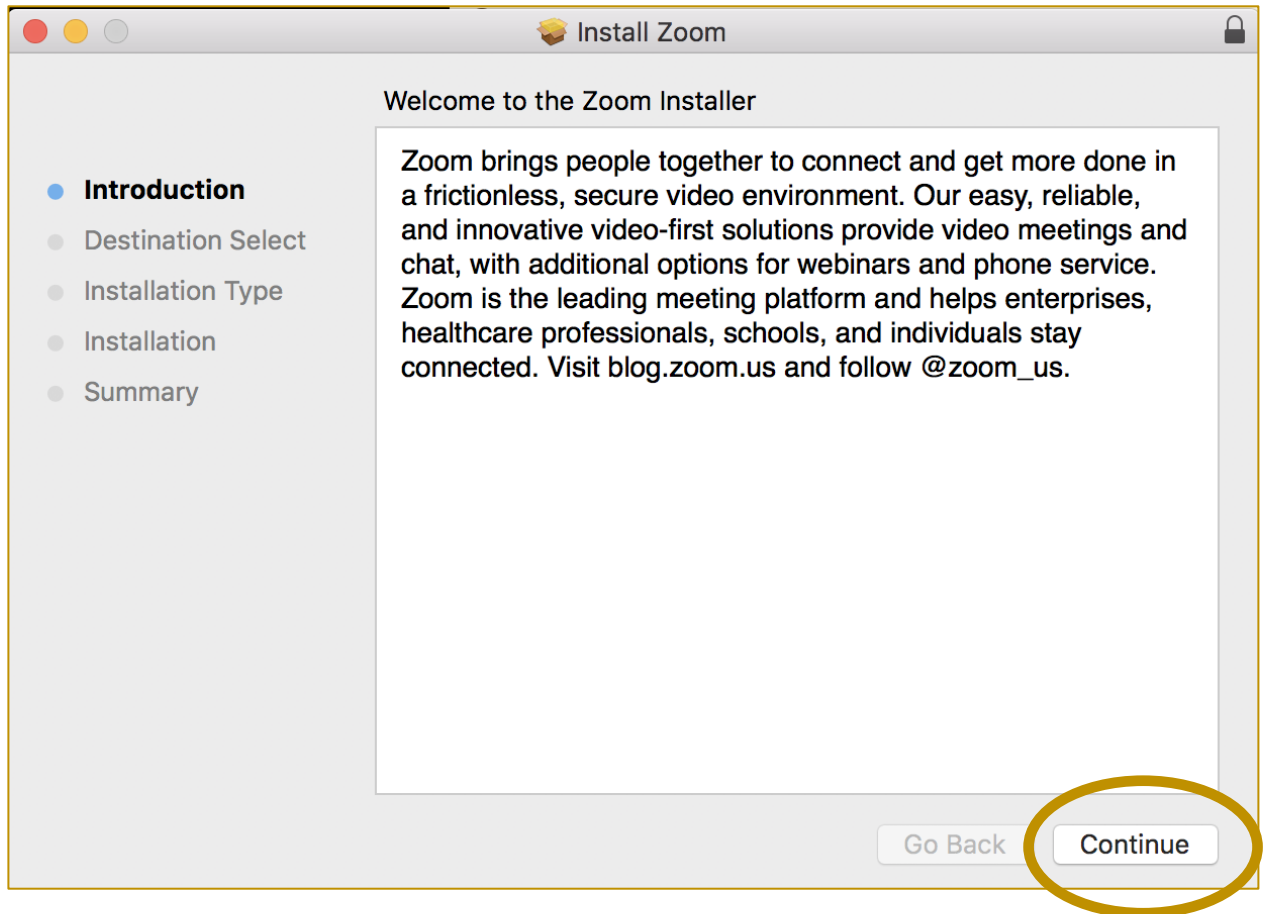 Install Zoom
Welcome to the Zoom Installer
Introduction
Destination Select
Installation Type
Installation
Summary
Zoom brings people together to connect and get more done in
a frictionless, secure video environment. Our easy, reliable,
and innovative video-first solutions provide video meetings and
chat, with additional options for webinars and phone service.
Zoom is the leading meeting platform and helps enterprises,
healthcare professionals, schools, and individuals stay
connected. Visit blog.zoom.us and follow @zoom_us.
Go Back
Continue